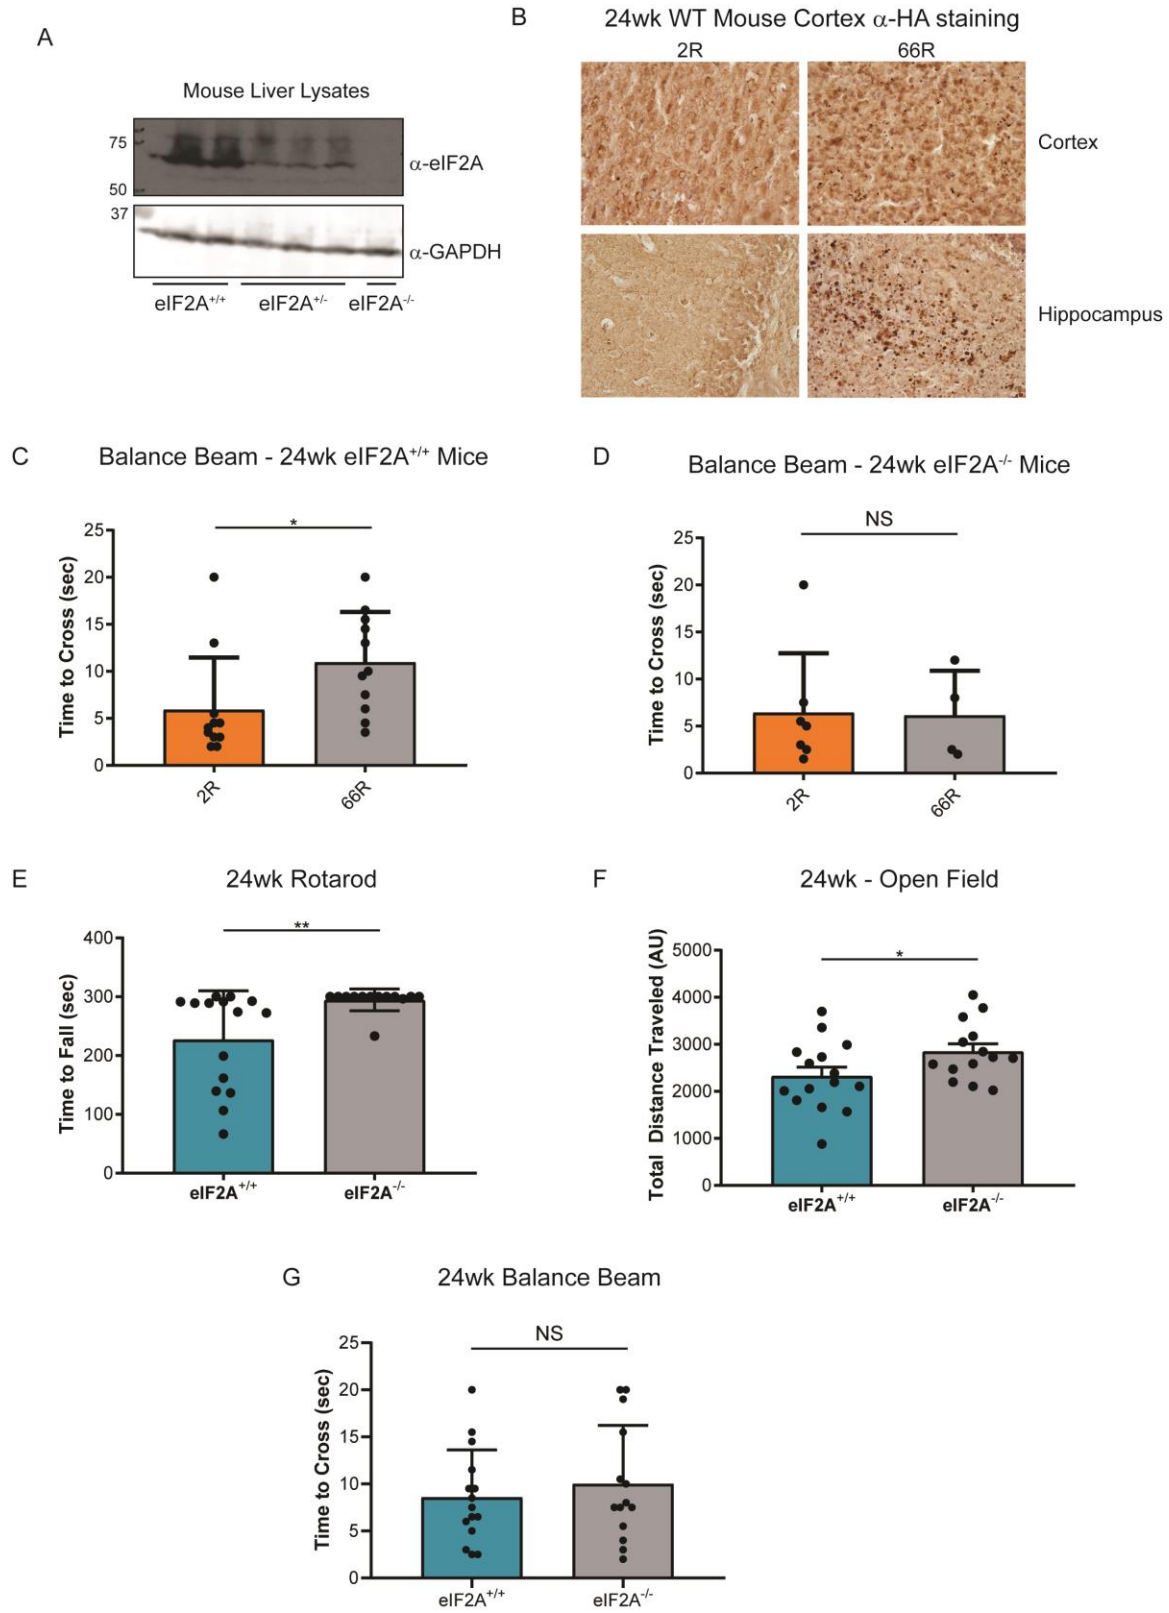 A
Mouse Liver Lysates
75
50
α-eIF2A
37
α-GAPDH
eIF2A+/+ eIF2A+/- eIF2A-/-
B
24wk WT Mouse Cortex α-HA staining
2R 66R
Cortex
Hippocampus
C
Balance Beam - 24wk eIF2A+/+ Mice
*
Time to Cross (sec)
25
20
15
10
5
0
2R 66R
D
Balance Beam - 24wk eIF2A-/- Mice
NS
Time to Cross (sec)
25
20
15
10
5
0
2R 66R
E
24wk Rotarod
**
Time to Fall (sec)
400
300
200
100
0
eIF2A+/+ eIF2A-/-
F
24wk - Open Field
*
Total Distance Traveled (AU)
5000
4000
3000
2000
1000
0
eIF2A+/+ eIF2A-/-
G
24wk Balance Beam
NS
Time to Cross (sec)
25
20
15
10
5
0
eIF2A+/+ eIF2A-/-